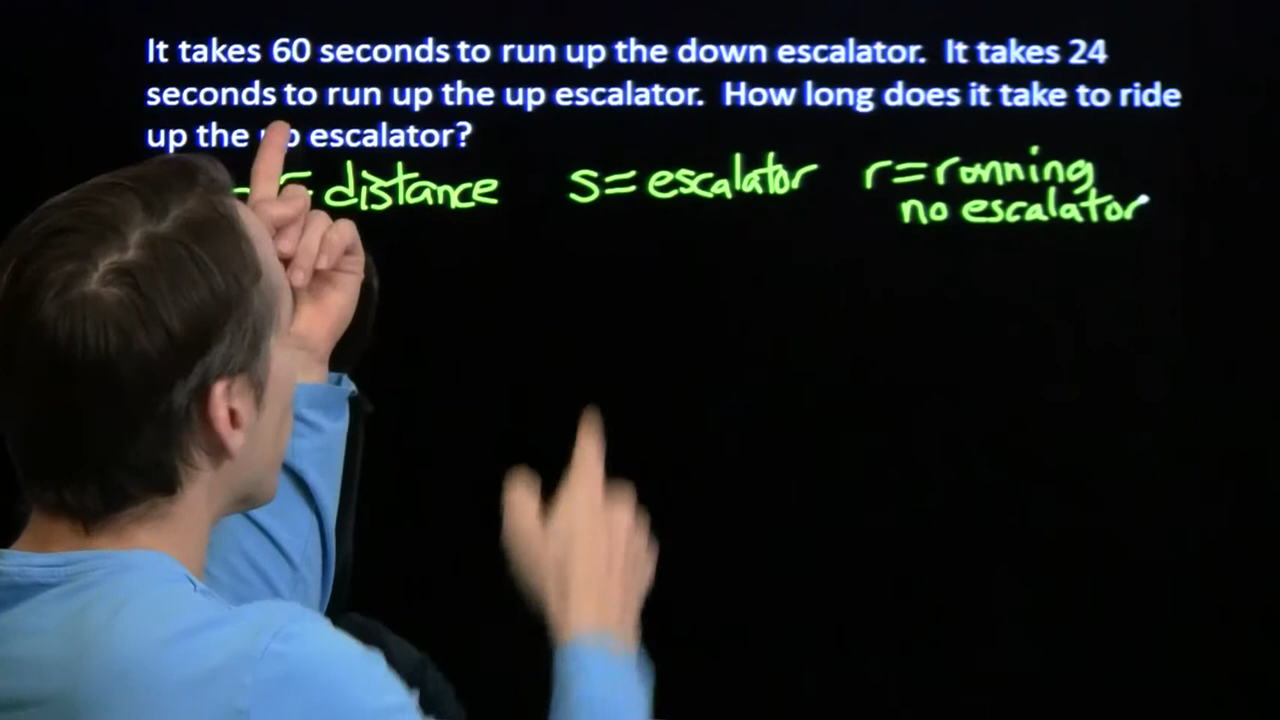 It takes 60 seconds to run up the down escalator. It takes 24
seconds to run up the up escalator. How long does it take to ride
up the escalator?
= distance s = escalator r = running
no escalator